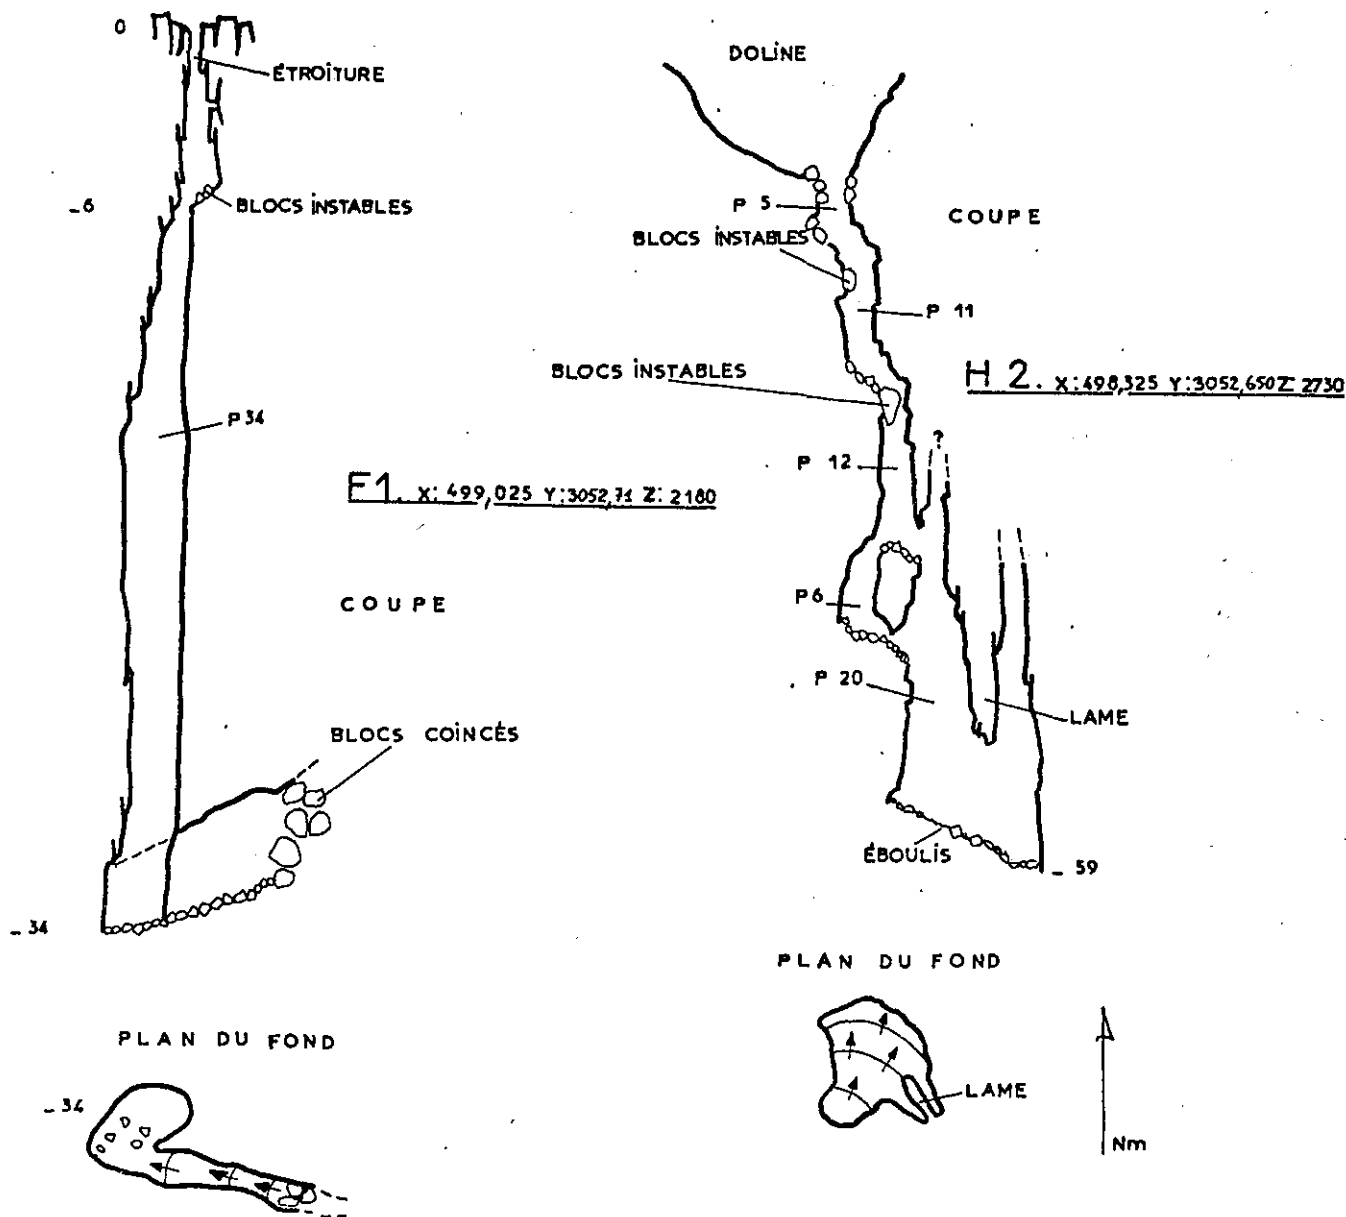 0
ÉTROITURE
_6
BLOCS INSTABLES
P34
F1. X: 499,025 Y:3052,71 Z: 2180
COUPE
BLOCS COINCÉS
_ 34
PLAN DU FOND
_ 34
DOLINE
P 5
COUPE
BLOCS INSTABLES
P 11
BLOCS INSTABLES
H 2. X:498,325 Y:3052,650 Z 2730
?
P 12
P6
P 20
LAME
ÉBOULIS
_ 59
PLAN DU FOND
LAME
Nm